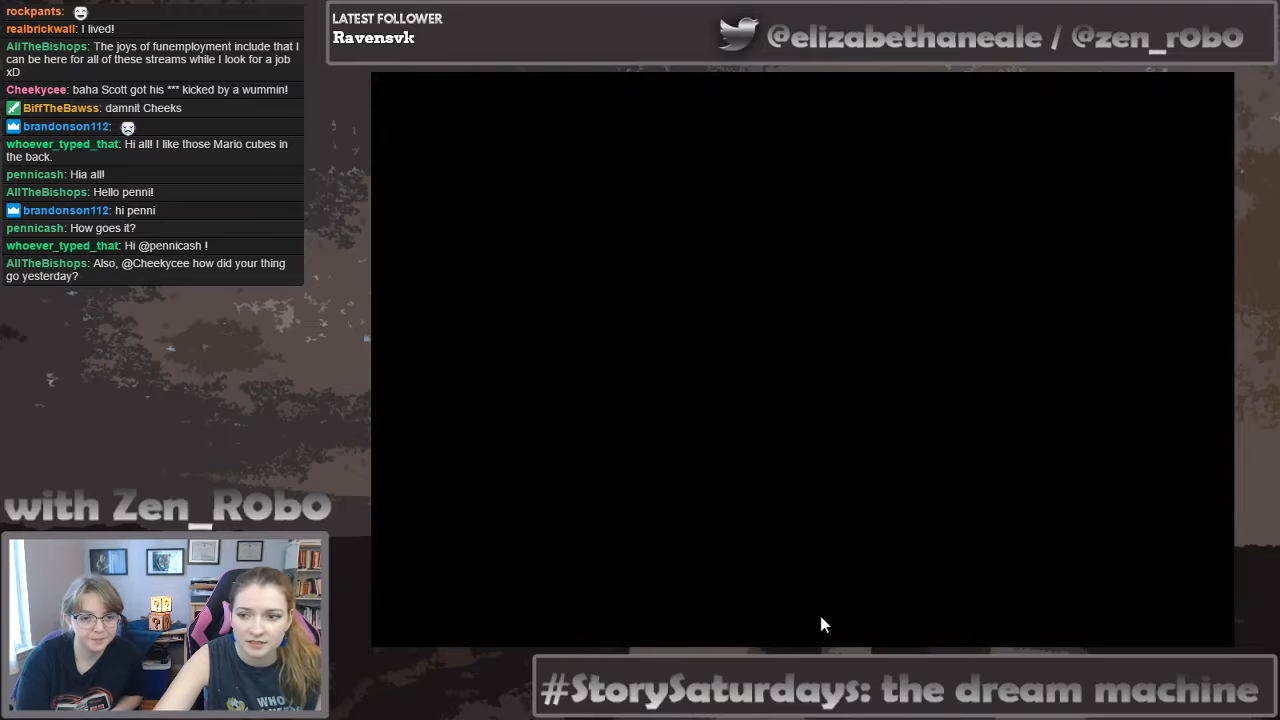 rockpants:
realbrickwall: I lived!
AllTheBishops: The joys of funemployment include that I
can be here for all of these streams while I look for a job
xD
Cheekycee: baha Scott got his *** kicked by a wummin!
BiffTheBawss: damnit Cheeks
brandonson112:
whoever_typed_that: Hi all! I like those Mario cubes in
the back.
pennicash: Hia all!
AllTheBishops: Hello penni!
brandonson112: hi penni
pennicash: How goes it?
whoever_typed_that: Hi @pennicash !
AllTheBishops: Also, @Cheekycee how did your thing
go yesterday?
LATEST FOLLOWER
Ravensvk
@elizabethaneale / @zen_r0b0
with Zen_R0b0
? ?
?
#StorySaturdays: the dream machine